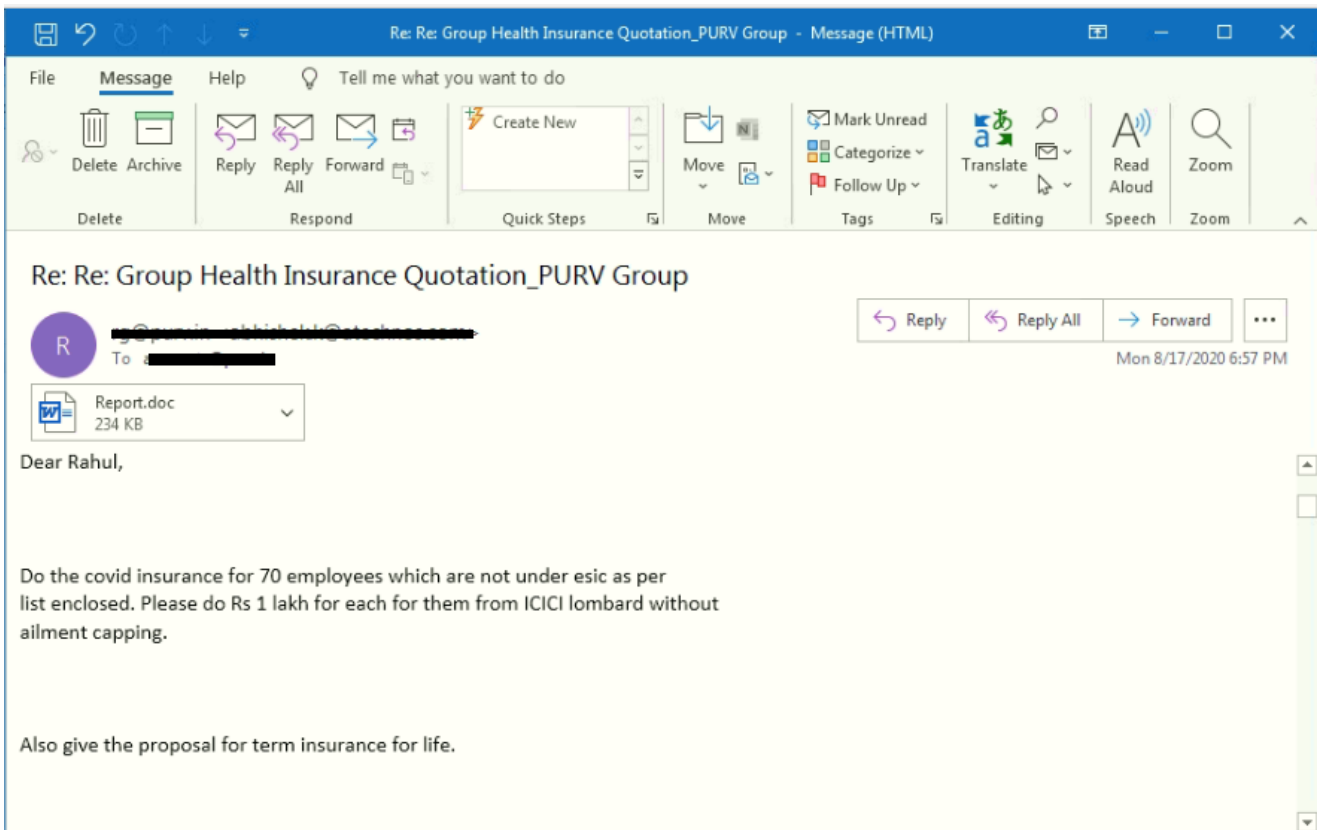 Re: Re: Group Health Insurance Quotation_PURV Group - Message (HTML)
File Message Help Tell me what you want to do
Delete Archive Reply Reply All Forward Create New Move Mark Unread Categorize Follow Up Translate Read Aloud Zoom
Delete Respond Quick Steps Move Tags Editing Speech Zoom
Re: Re: Group Health Insurance Quotation_PURV Group
R
To
Reply Reply All Forward
Mon 8/17/2020 6:57 PM
Report.doc
234 KB
Dear Rahul,
Do the covid insurance for 70 employees which are not under esic as per
list enclosed. Please do Rs 1 lakh for each for them from ICICI lombard without
ailment capping.
Also give the proposal for term insurance for life.